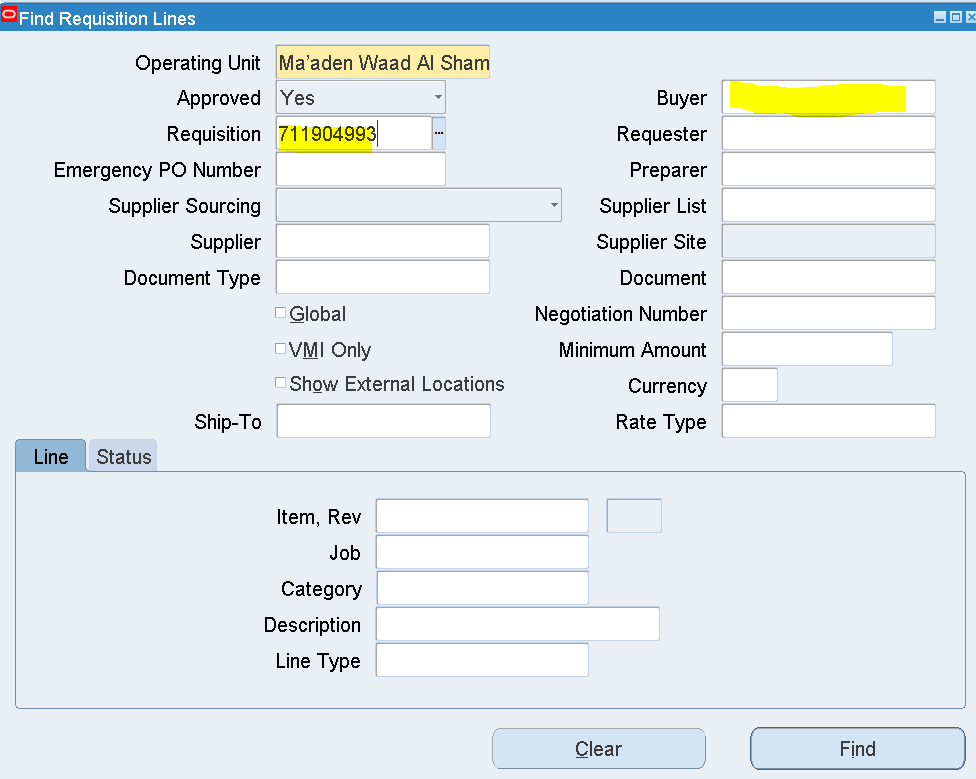 Find Requisition Lines
Operating Unit Ma'aden Waad Al Sham
Approved Yes Buyer
Requisition 711904993 ... Requester
Emergency PO Number Preparer
Supplier Sourcing Supplier List
Supplier Supplier Site
Document Type Document
Global Negotiation Number
VMI Only Minimum Amount
Show External Locations Currency
Ship-To Rate Type
Line Status
Item, Rev
Job
Category
Description
Line Type
Clear Find